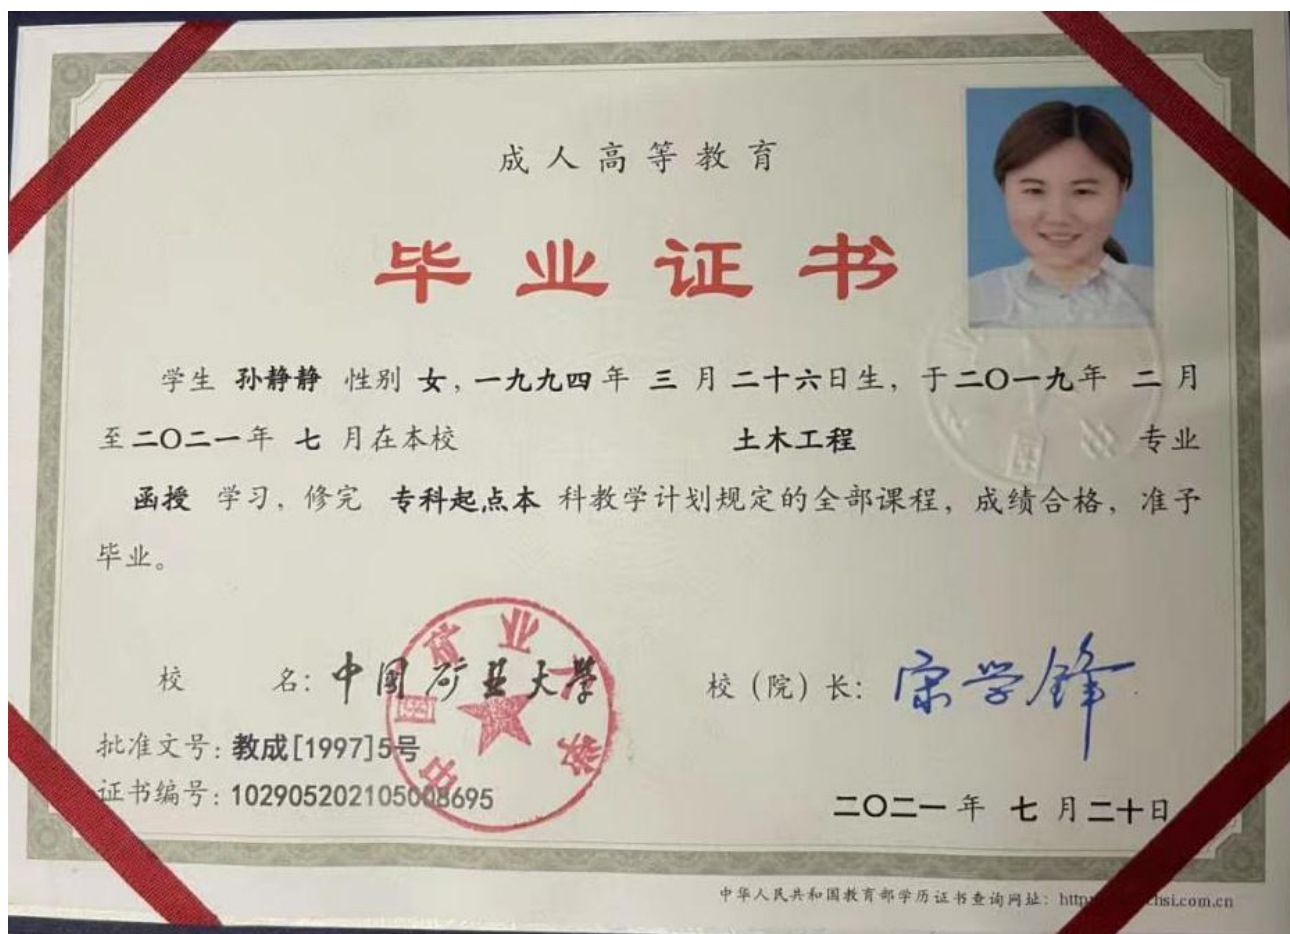 成人高等教育
毕业证书
学生 孙静静 性别 女，一九九四年 三 月二十六日生，于二〇一九年 二 月
至二〇二一年 七 月在本校 土木工程 专业
函授 学习，修完 专科起点本 科教学计划规定的全部课程，成绩合格，准予
毕业。
校 名：中国矿业大学
校（院）长：宋学锋
批准文号：教成[1997]5号
证书编号：102905202105008695
二〇二一 年 七 月二十日
中国矿业大学
中华人民共和国教育部学历证书查询网址：http
hsi.com.cn